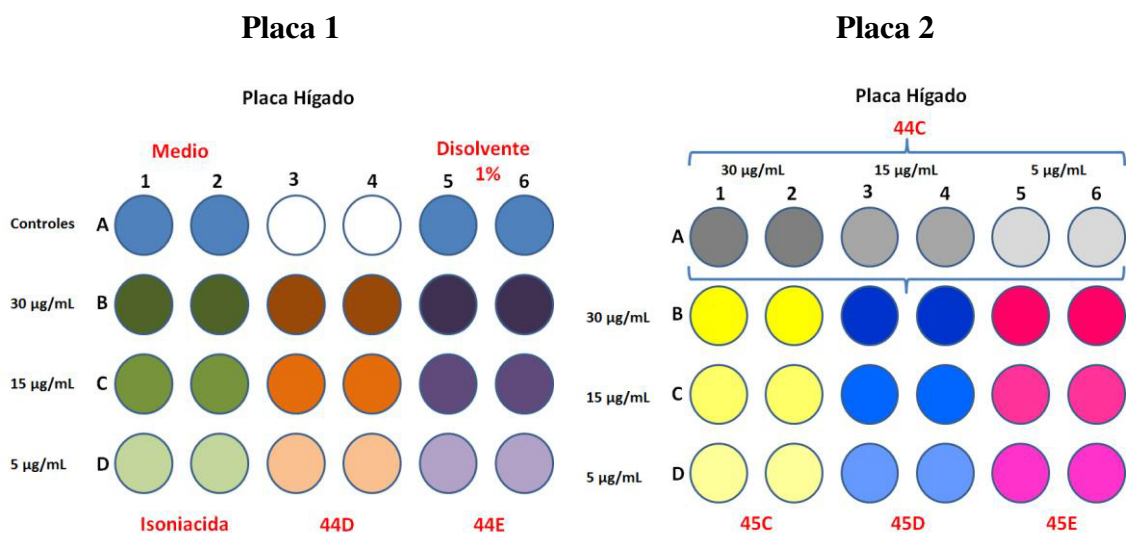 Placa 1
Placa Hígado
Medio
Disolvente
1%
1 2 3 4 5 6
Controles A
30 µg/mL B
15 µg/mL C
5 µg/mL D
Isoniacida 44D 44E
Placa 2
Placa Hígado
44C
30 µg/mL 15 µg/mL 5 µg/mL
1 2 3 4 5 6
A
30 µg/mL B
15 µg/mL C
5 µg/mL D
45C 45D 45E